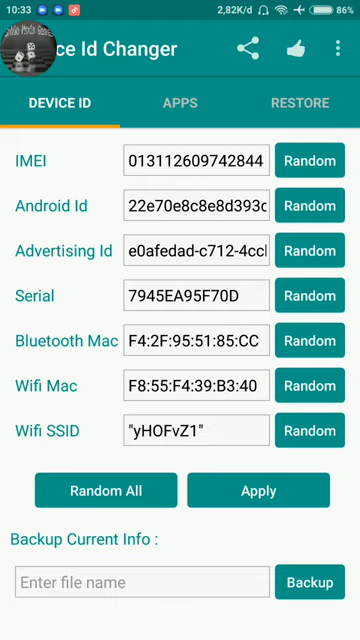 10:33 2,82K/d 86%
ce Id Changer
DEVICE ID APPS RESTORE
IMEI 013112609742844 Random
Android Id 22e70e8c8e8d393c Random
Advertising Id e0afedad-c712-4ccl Random
Serial 7945EA95F70D Random
Bluetooth Mac F4:2F:95:51:85:CC Random
Wifi Mac F8:55:F4:39:B3:40 Random
Wifi SSID "yHOFvZ1" Random
Random All Apply
Backup Current Info :
Enter file name Backup